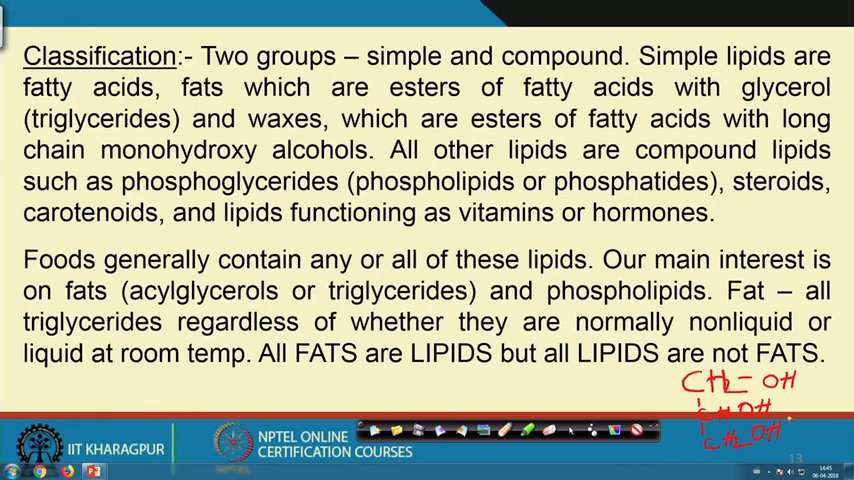 Classification:- Two groups – simple and compound. Simple lipids are
fatty acids, fats which are esters of fatty acids with glycerol
(triglycerides) and waxes, which are esters of fatty acids with long
chain monohydroxy alcohols. All other lipids are compound lipids
such as phosphoglycerides (phospholipids or phosphatides), steroids,
carotenoids, and lipids functioning as vitamins or hormones.
Foods generally contain any or all of these lipids. Our main interest is
on fats (acylglycerols or triglycerides) and phospholipids. Fat – all
triglycerides regardless of whether they are normally nonliquid or
liquid at room temp. All FATS are LIPIDS but all LIPIDS are not FATS.
CH2 – OH
CH OH
CH2 OH
IIT KHARAGPUR
NPTEL ONLINE
CERTIFICATION COURSES
13
14:45
06-04-2018